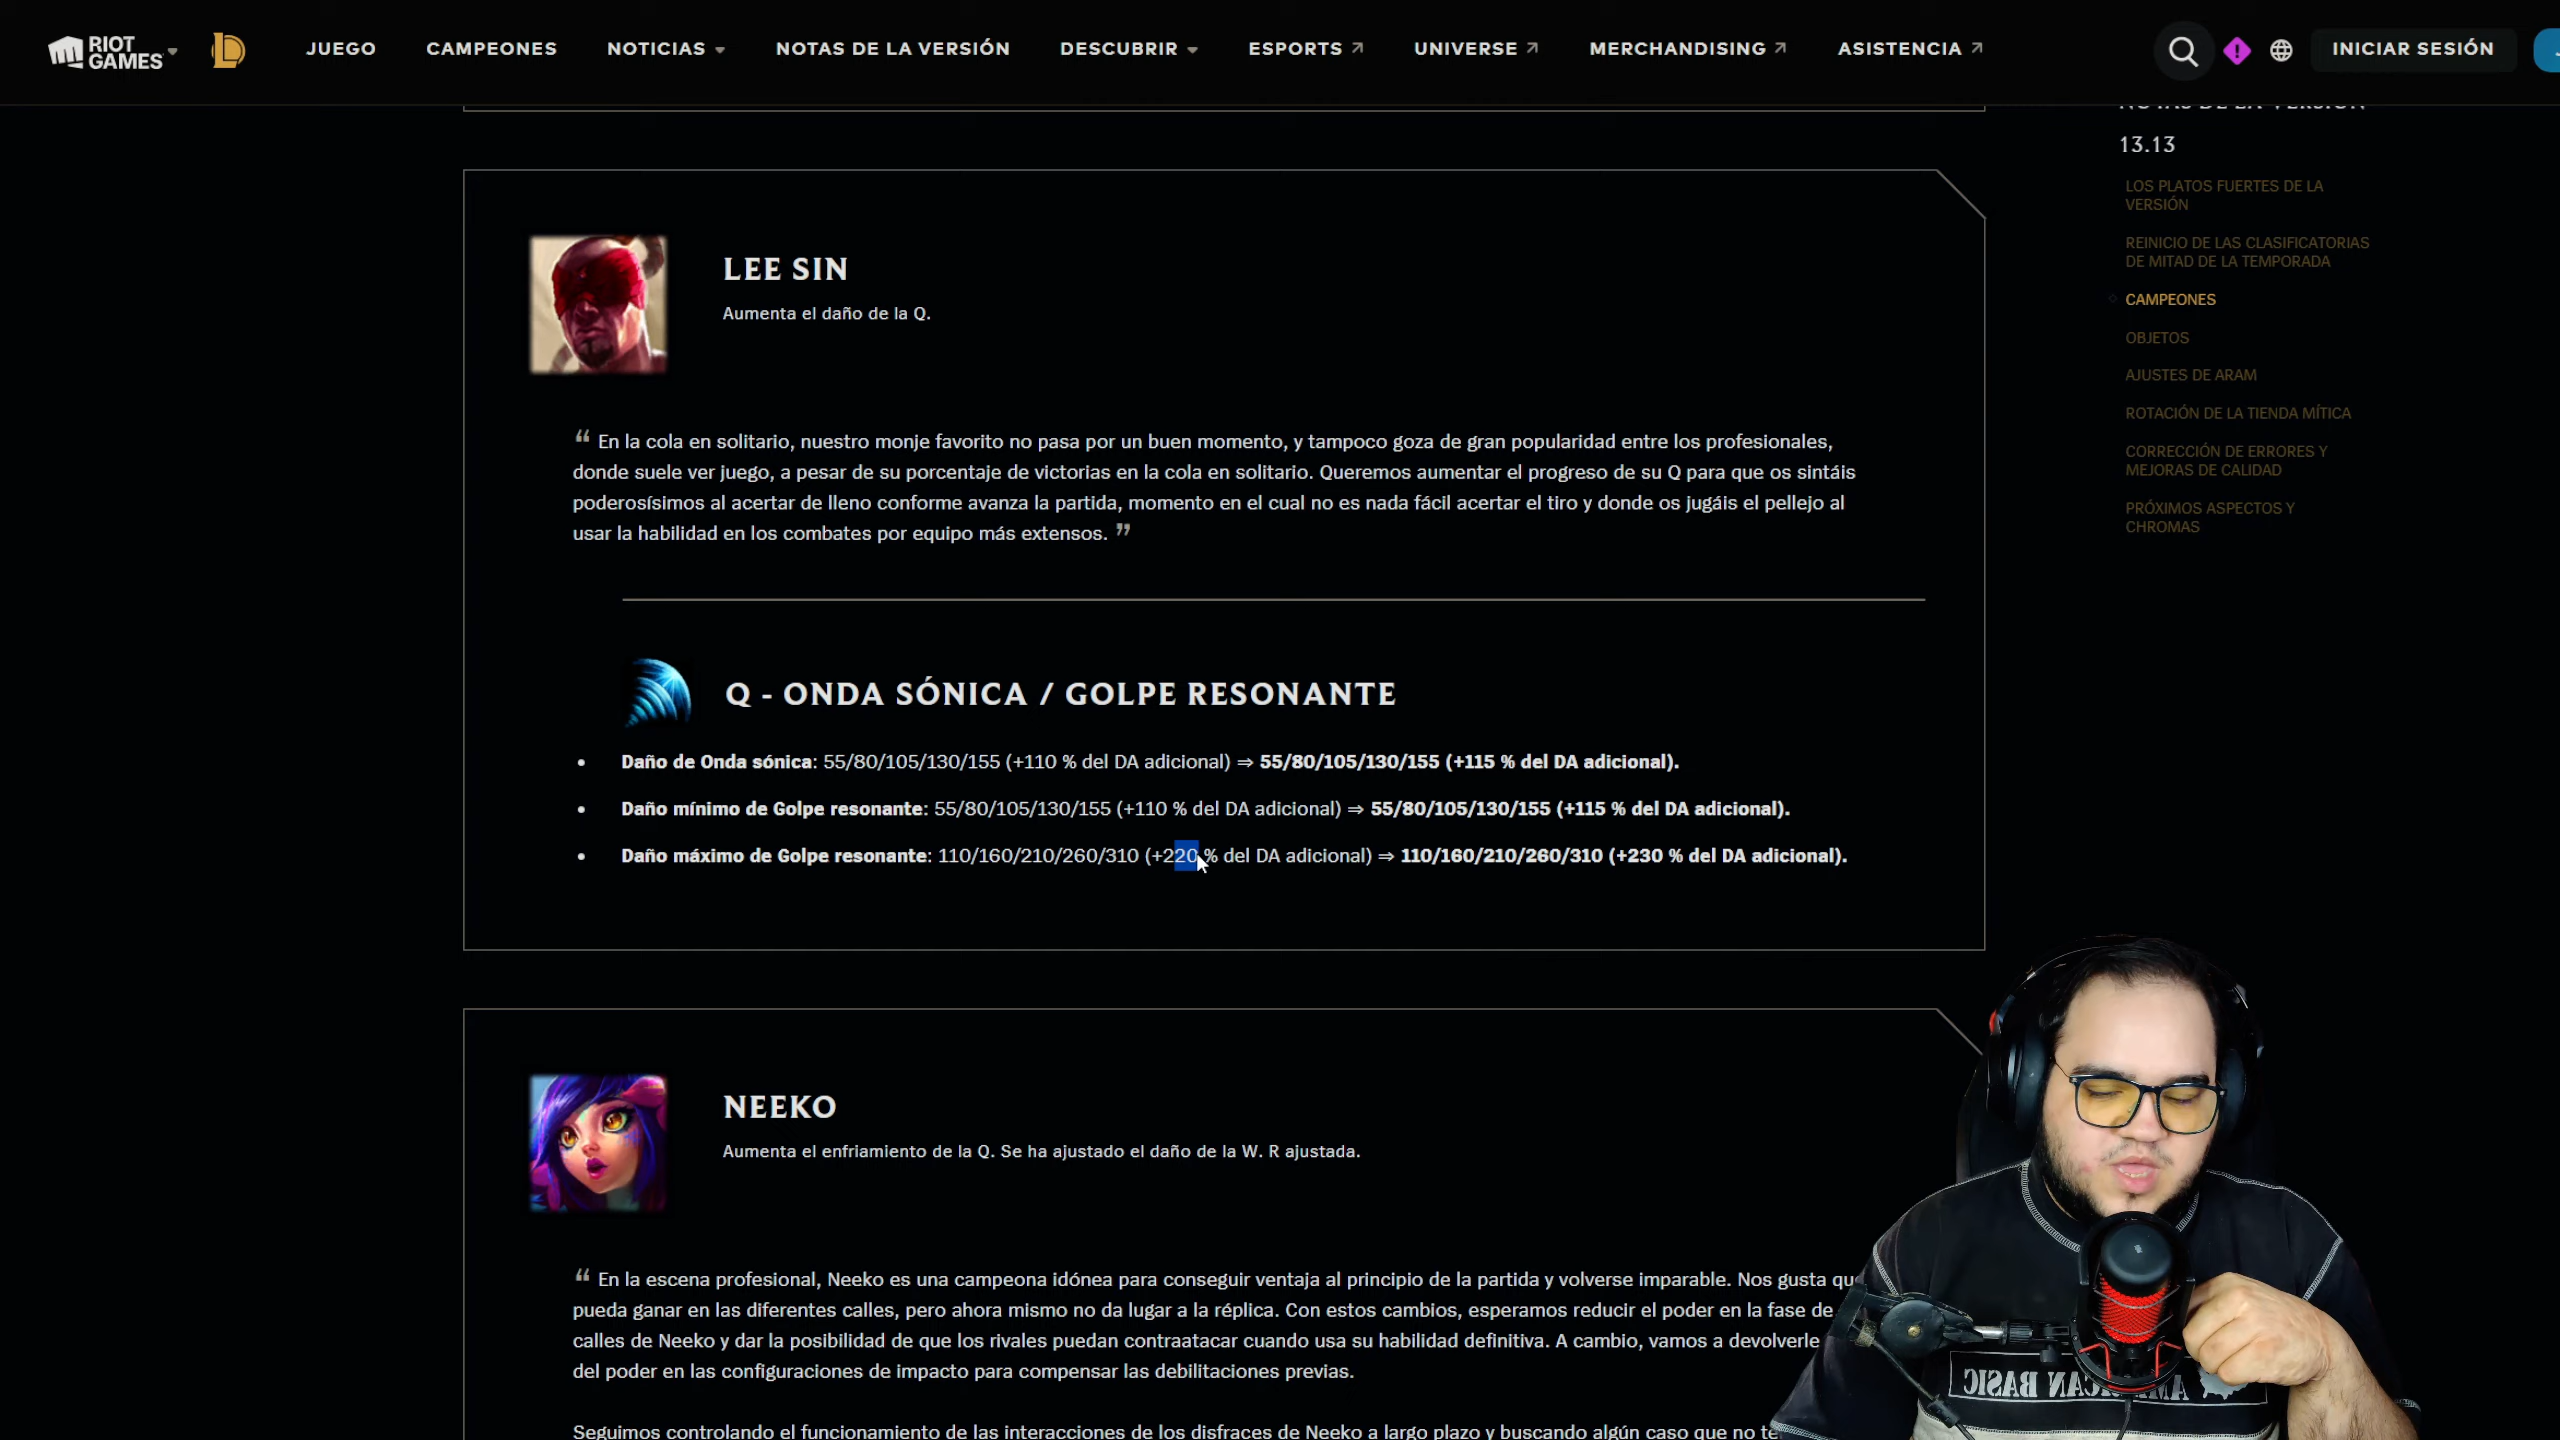 RIOT GAMES
JUEGO
CAMPEONES
NOTICIAS
NOTAS DE LA VERSIÓN
DESCUBRIR
ESPORTS
UNIVERSE
MERCHANDISING
ASISTENCIA
INICIAR SESIÓN
NOTAS DE LA VERSIÓN
13.13
LOS PLATOS FUERTES DE LA
VERSIÓN
REINICIO DE LAS CLASIFICATORIAS
DE MITAD DE LA TEMPORADA
CAMPEONES
OBJETOS
AJUSTES DE ARAM
ROTACIÓN DE LA TIENDA MÍTICA
CORRECCIÓN DE ERRORES Y
MEJORAS DE CALIDAD
PRÓXIMOS ASPECTOS Y
CHROMAS
LEE SIN
Aumenta el daño de la Q.
“ En la cola en solitario, nuestro monje favorito no pasa por un buen momento, y tampoco goza de gran popularidad entre los profesionales,
donde suele ver juego, a pesar de su porcentaje de victorias en la cola en solitario. Queremos aumentar el progreso de su Q para que os sintáis
poderosísimos al acertar de lleno conforme avanza la partida, momento en el cual no es nada fácil acertar el tiro y donde os jugáis el pellejo al
usar la habilidad en los combates por equipo más extensos. ”
Q - ONDA SÓNICA / GOLPE RESONANTE
• Daño de Onda sónica: 55/80/105/130/155 (+110 % del DA adicional) ⇒ 55/80/105/130/155 (+115 % del DA adicional).
• Daño mínimo de Golpe resonante: 55/80/105/130/155 (+110 % del DA adicional) ⇒ 55/80/105/130/155 (+115 % del DA adicional).
• Daño máximo de Golpe resonante: 110/160/210/260/310 (+220 % del DA adicional) ⇒ 110/160/210/260/310 (+230 % del DA adicional).
NEEKO
Aumenta el enfriamiento de la Q. Se ha ajustado el daño de la W. R ajustada.
“ En la escena profesional, Neeko es una campeona idónea para conseguir ventaja al principio de la partida y volverse imparable. Nos gusta qu
pueda ganar en las diferentes calles, pero ahora mismo no da lugar a la réplica. Con estos cambios, esperamos reducir el poder en la fase de
calles de Neeko y dar la posibilidad de que los rivales puedan contraatacar cuando usa su habilidad definitiva. A cambio, vamos a devolverle
del poder en las configuraciones de impacto para compensar las debilitaciones previas.
Seguimos controlando el funcionamiento de las interacciones de los disfraces de Neeko a largo plazo y buscando algún caso que no te
BASIC